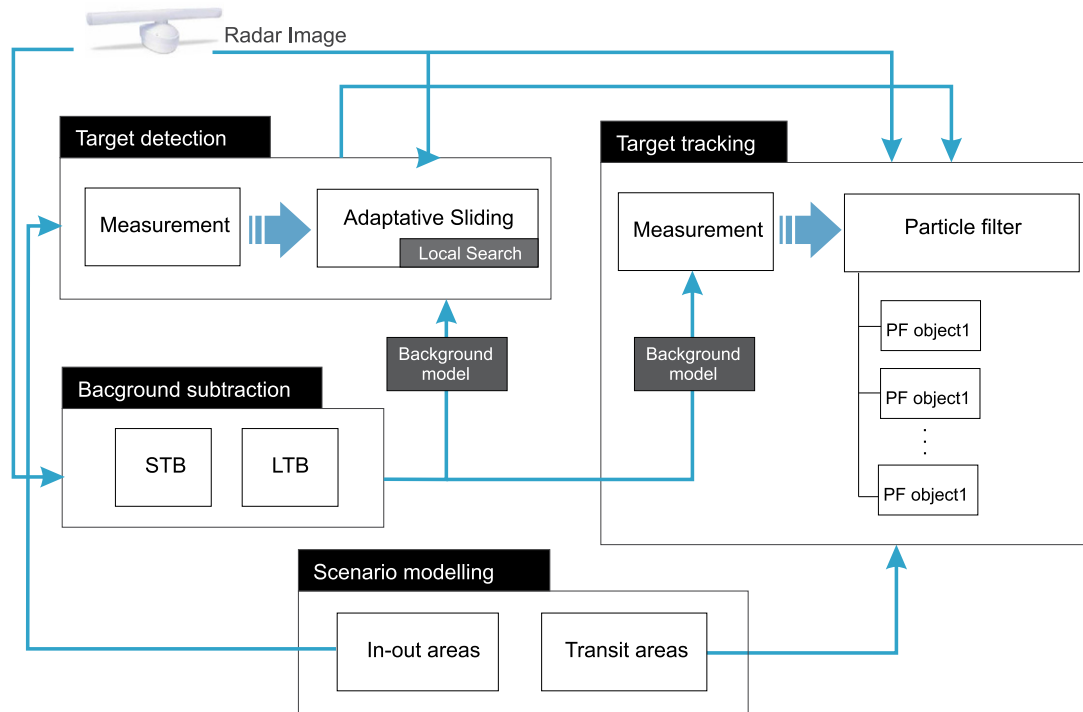 Radar Image
Target detection
Measurement
Adaptative Sliding
Local Search
Target tracking
Measurement
Particle filter
PF object1
PF object1
PF object1
Background
model
Background
model
Bacground subtraction
STB
LTB
Scenario modelling
In-out areas
Transit areas